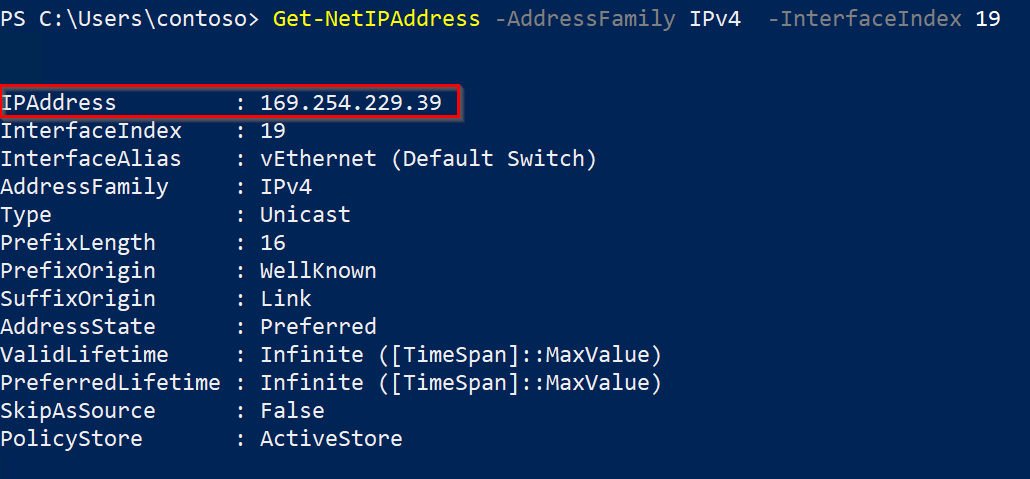 PS C:\Users\contoso> Get-NetIPAddress -AddressFamily IPv4  -InterfaceIndex 19
IPAddress         : 169.254.229.39
InterfaceIndex    : 19
InterfaceAlias    : vEthernet (Default Switch)
AddressFamily     : IPv4
Type              : Unicast
PrefixLength      : 16
PrefixOrigin      : WellKnown
SuffixOrigin      : Link
AddressState      : Preferred
ValidLifetime     : Infinite ([TimeSpan]::MaxValue)
PreferredLifetime : Infinite ([TimeSpan]::MaxValue)
SkipAsSource      : False
PolicyStore       : ActiveStore